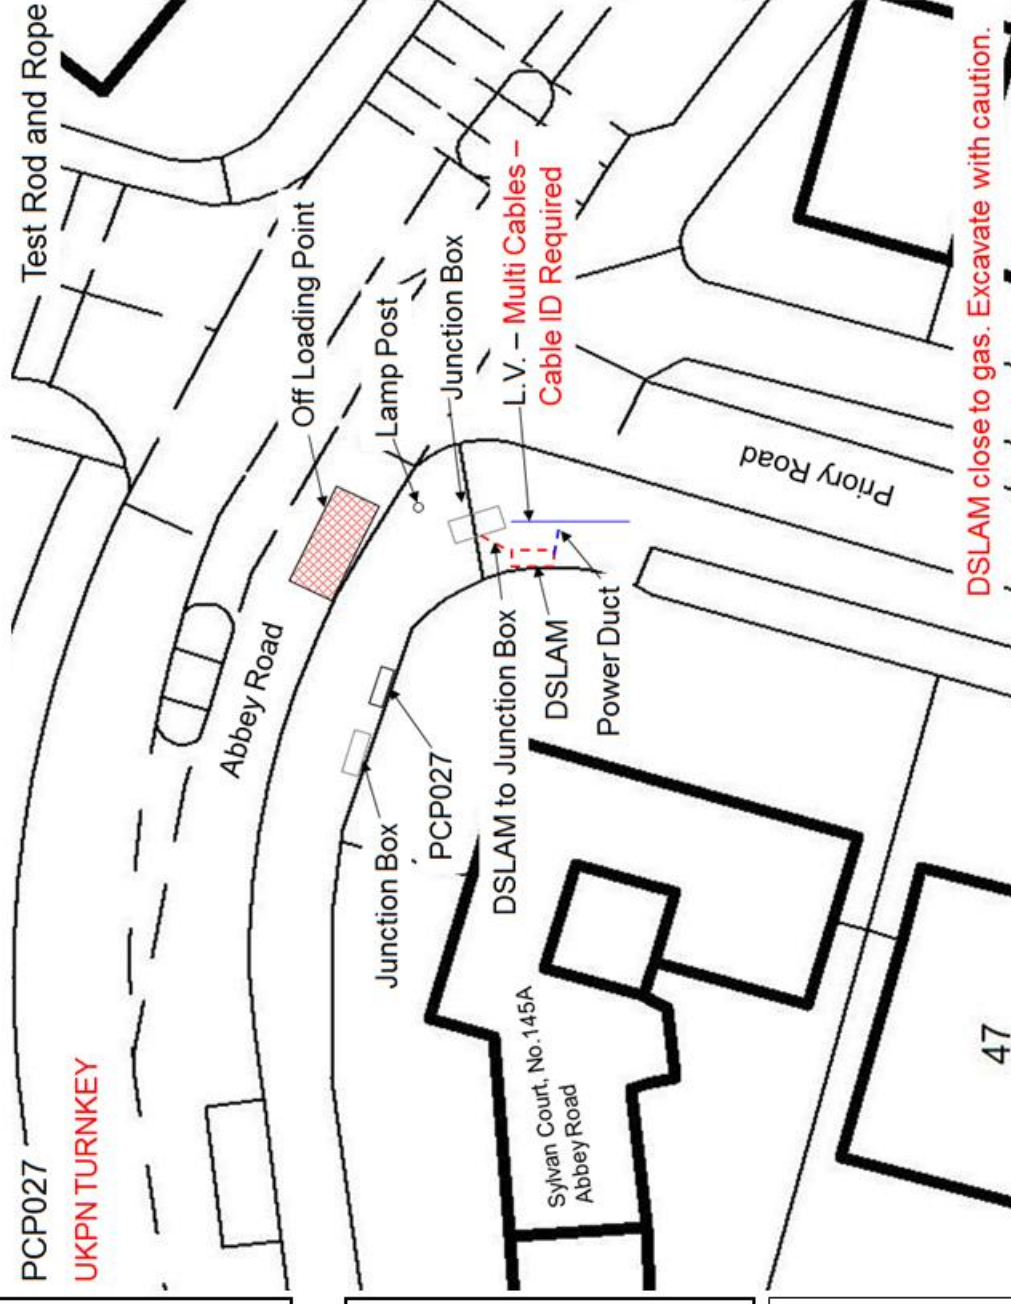 PCP027
Test Rod and Rope
UKPN TURNKEY
Abbey Road
Off Loading Point
Lamp Post
Junction Box
Junction Box
PCP027
L.V. – Multi Cables –
Cable ID Required
DSLAM to Junction Box
DSLAM
Power Duct
Priory Road
Sylvan Court, No.145A
Abbey Road
47
DSLAM close to gas. Excavate with caution.